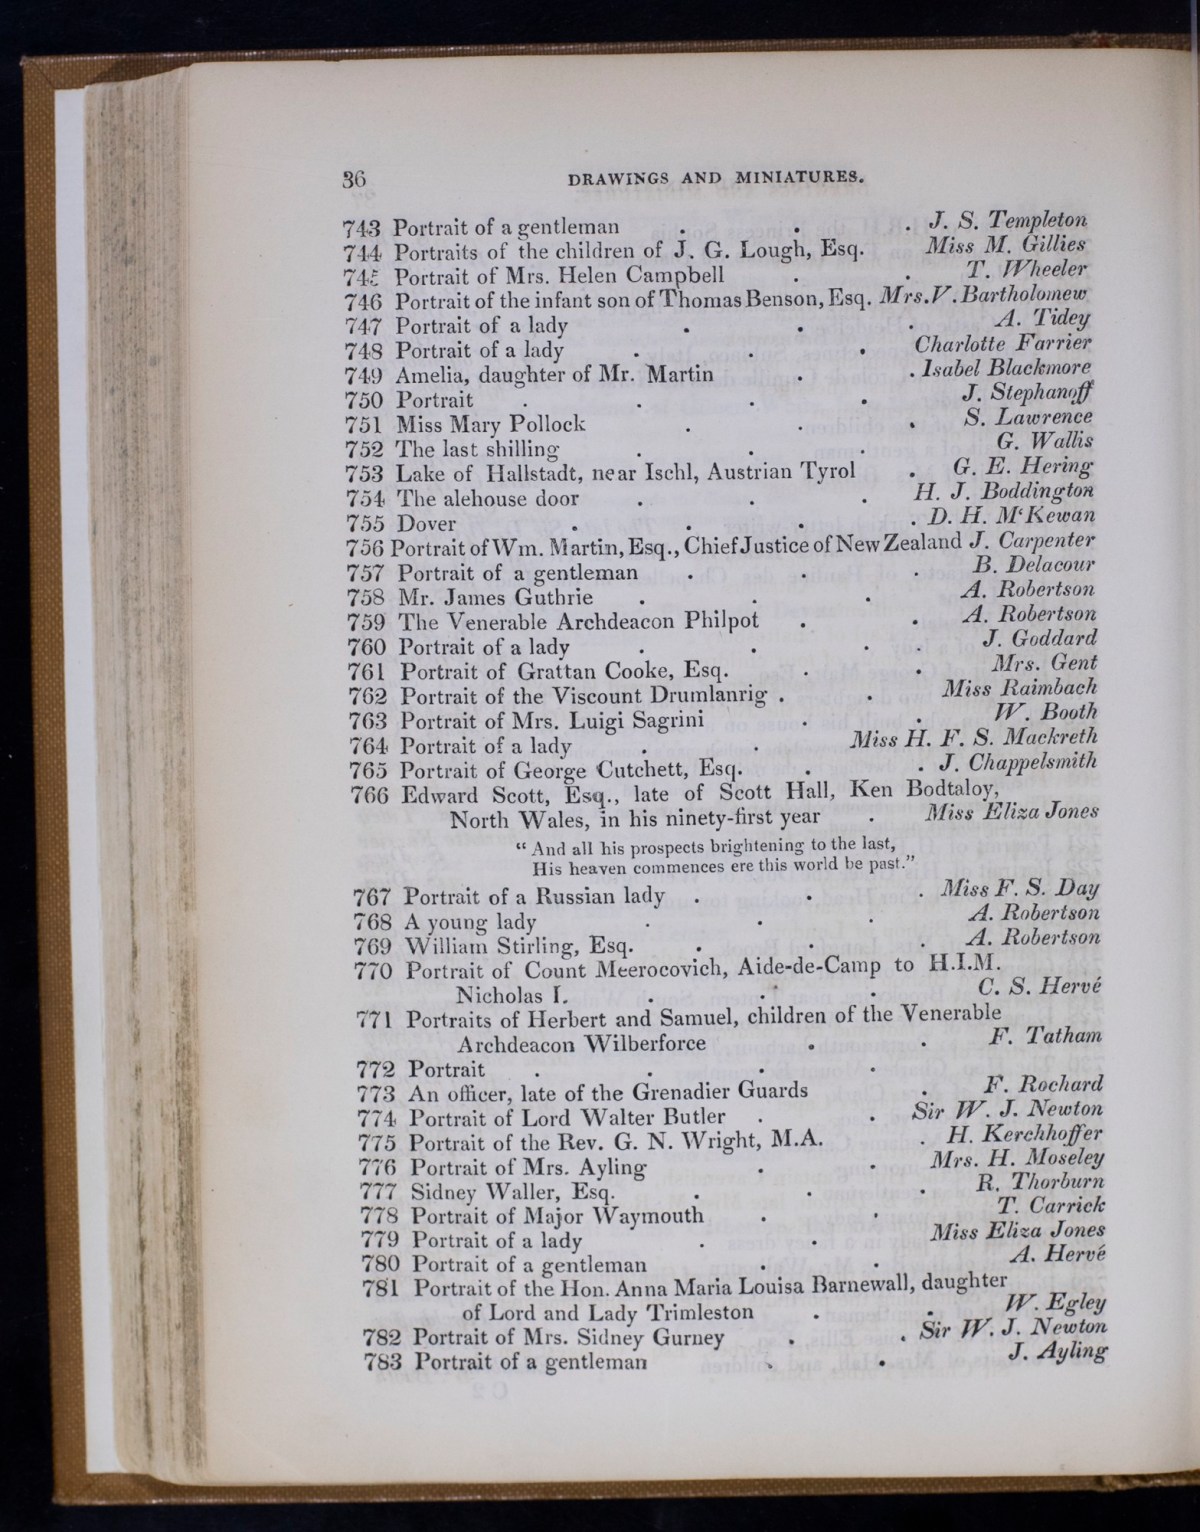 36 DRAWINGS AND MINIATURES.
743 Portrait of a gentleman . . . J. S. Templeton
744 Portraits of the children of J. G. Lough, Esq. Miss M. Gillies
745 Portrait of Mrs. Helen Campbell . . T. Wheeler
746 Portrait of the infant son of Thomas Benson, Esq. Mrs. V. Bartholomew
747 Portrait of a lady . . . A. Tidey
748 Portrait of a lady . . . Charlotte Farrier
749 Amelia, daughter of Mr. Martin . . Isabel Blackmore
750 Portrait . . . . J. Stephanoff
751 Miss Mary Pollock . . . S. Lawrence
752 The last shilling . . . G. Wallis
753 Lake of Hallstadt, near Ischl, Austrian Tyrol . G. E. Hering
754 The alehouse door . . . H. J. Boddington
755 Dover . . . . D. H. M‘Kewan
756 Portrait of Wm. Martin, Esq., Chief Justice of New Zealand J. Carpenter
757 Portrait of a gentleman . . . B. Delacour
758 Mr. James Guthrie . . . A. Robertson
759 The Venerable Archdeacon Philpot . . A. Robertson
760 Portrait of a lady . . . . J. Goddard
761 Portrait of Grattan Cooke, Esq. . . Mrs. Gent
762 Portrait of the Viscount Drumlanrig . . Miss Raimbach
763 Portrait of Mrs. Luigi Sagrini . . W. Booth
764 Portrait of a lady . . Miss H. F. S. Mackreth
765 Portrait of George Cutchett, Esq. . . J. Chappelsmith
766 Edward Scott, Esq., late of Scott Hall, Ken Bodtaloy,
North Wales, in his ninety-first year . Miss Eliza Jones
“ And all his prospects brightening to the last,
His heaven commences ere this world be past.”
767 Portrait of a Russian lady . . . Miss F. S. Day
768 A young lady . . . A. Robertson
769 William Stirling, Esq. . . . A. Robertson
770 Portrait of Count Meerocovich, Aide-de-Camp to H.I.M.
Nicholas I. . . . C. S. Hervé
771 Portraits of Herbert and Samuel, children of the Venerable
Archdeacon Wilberforce . . F. Tatham
772 Portrait . . . .
773 An officer, late of the Grenadier Guards . F. Rochard
774 Portrait of Lord Walter Butler . . Sir W. J. Newton
775 Portrait of the Rev. G. N. Wright, M.A. . H. Kerchhoffer
776 Portrait of Mrs. Ayling . . Mrs. H. Moseley
777 Sidney Waller, Esq. . . . R. Thorburn
778 Portrait of Major Waymouth . . T. Carrick
779 Portrait of a lady . . Miss Eliza Jones
780 Portrait of a gentleman . . A. Hervé
781 Portrait of the Hon. Anna Maria Louisa Barnewall, daughter
of Lord and Lady Trimleston . . W. Egley
782 Portrait of Mrs. Sidney Gurney . . Sir W. J. Newton
783 Portrait of a gentleman . . J. Ayling